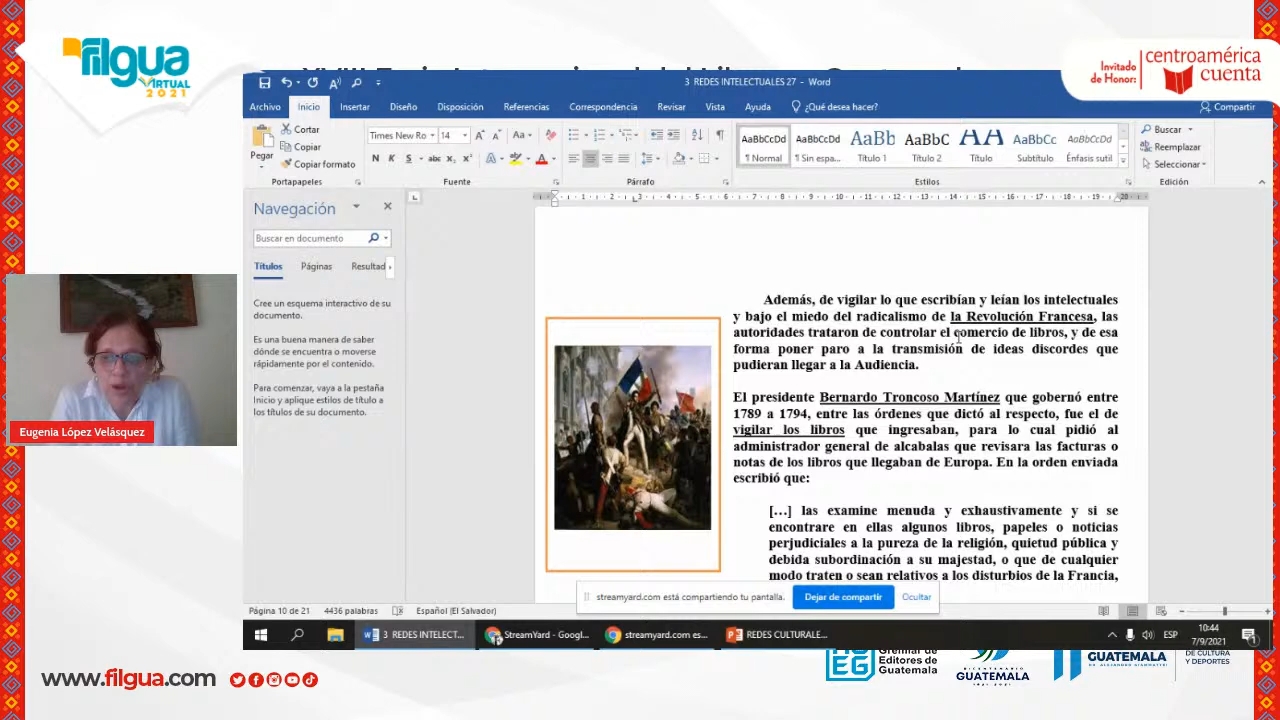 filgua
VIRTUAL
2021
Invitado
de Honor:
centroamérica
cuenta
3 REDES INTELECTUALES 27 - Word
Archivo
Inicio
Insertar
Diseño
Disposición
Referencias
Correspondencia
Revisar
Vista
Ayuda
¿Qué desea hacer?
Compartir
Pegar
Cortar
Copiar
Copiar formato
Portapapeles
Times New Ro
14
Aa
N K S abc x₂ x²
Fuente
Párrafo
AaBbCcDd
¶ Normal
AaBbCcDd
¶ Sin espa...
AaBb
Título 1
AaBbC
Título 2
AA
Título
AaBbCc
Subtítulo
AaBbCcDd
Énfasis sutil
Estilos
Buscar
Reemplazar
Seleccionar
Edición
Navegación
Buscar en documento
Títulos
Páginas
Resultad
Cree un esquema interactivo de su
documento.
Es una buena manera de saber
dónde se encuentra o moverse
rápidamente por el contenido.
Para comenzar, vaya a la pestaña
Inicio y aplique estilos de título a
los títulos de su documento.
Además, de vigilar lo que escribían y leían los intelectuales
y bajo el miedo del radicalismo de la Revolución Francesa, las
autoridades trataron de controlar el comercio de libros, y de esa
forma poner paro a la transmisión de ideas discordes que
pudieran llegar a la Audiencia.
El presidente Bernardo Troncoso Martínez que gobernó entre
1789 a 1794, entre las órdenes que dictó al respecto, fue el de
vigilar los libros que ingresaban, para lo cual pidió al
administrador general de alcabalas que revisara las facturas o
notas de los libros que llegaban de Europa. En la orden enviada
escribió que:
[…] las examine menuda y exhaustivamente y si se
encontrare en ellas algunos libros, papeles o noticias
perjudiciales a la pureza de la religión, quietud pública y
debida subordinación a su majestad, o que de cualquier
modo traten o sean relativos a los disturbios de la Francia,
Eugenia López Velásquez
streamyard.com está compartiendo tu pantalla.
Dejar de compartir
Ocultar
Página 10 de 21
4436 palabras
Español (El Salvador)
3 REDES INTELECT...
StreamYard - Googl...
streamyard.com es...
REDES CULTURALE...
ESP
10:44
7/9/2021
www.filgua.com
Gremial de
Editores de
Guatemala
BICENTENARIO
GUATEMALA
GUATEMALA
DE CULTURA
Y DEPORTES